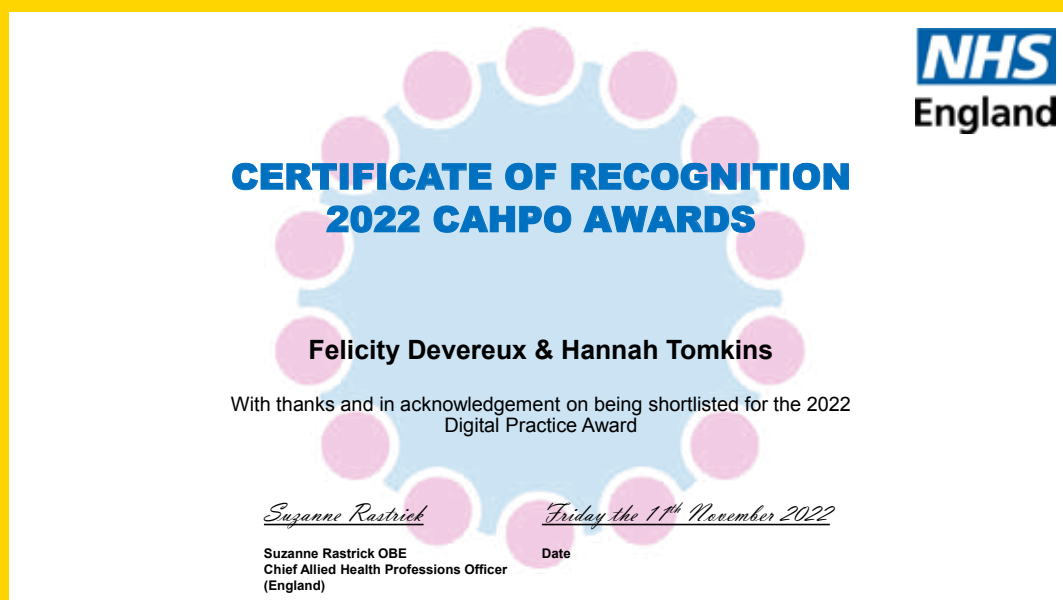 NHS
England
CERTIFICATE OF RECOGNITION
2022 CAHPO AWARDS
Felicity Devereux & Hannah Tomkins
With thanks and in acknowledgement on being shortlisted for the 2022
Digital Practice Award
Suzanne Rastrick
Friday the 11th November 2022
Suzanne Rastrick OBE
Chief Allied Health Professions Officer
(England)
Date